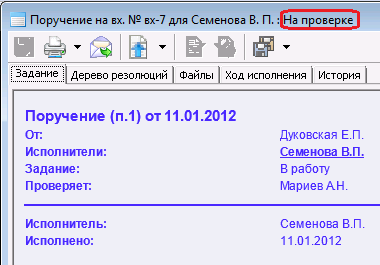 Поручение на вх. № вх-7 для Семенова В. П. : На проверке
Задание Дерево резолюций Файлы Ход исполнения История
Поручение (п.1) от 11.01.2012
От: Дуковская Е.П.
Исполнители: Семенова В.П.
Задание: В работу
Проверяет: Мариев А.Н.
Исполнитель: Семенова В.П.
Исполнено: 11.01.2012